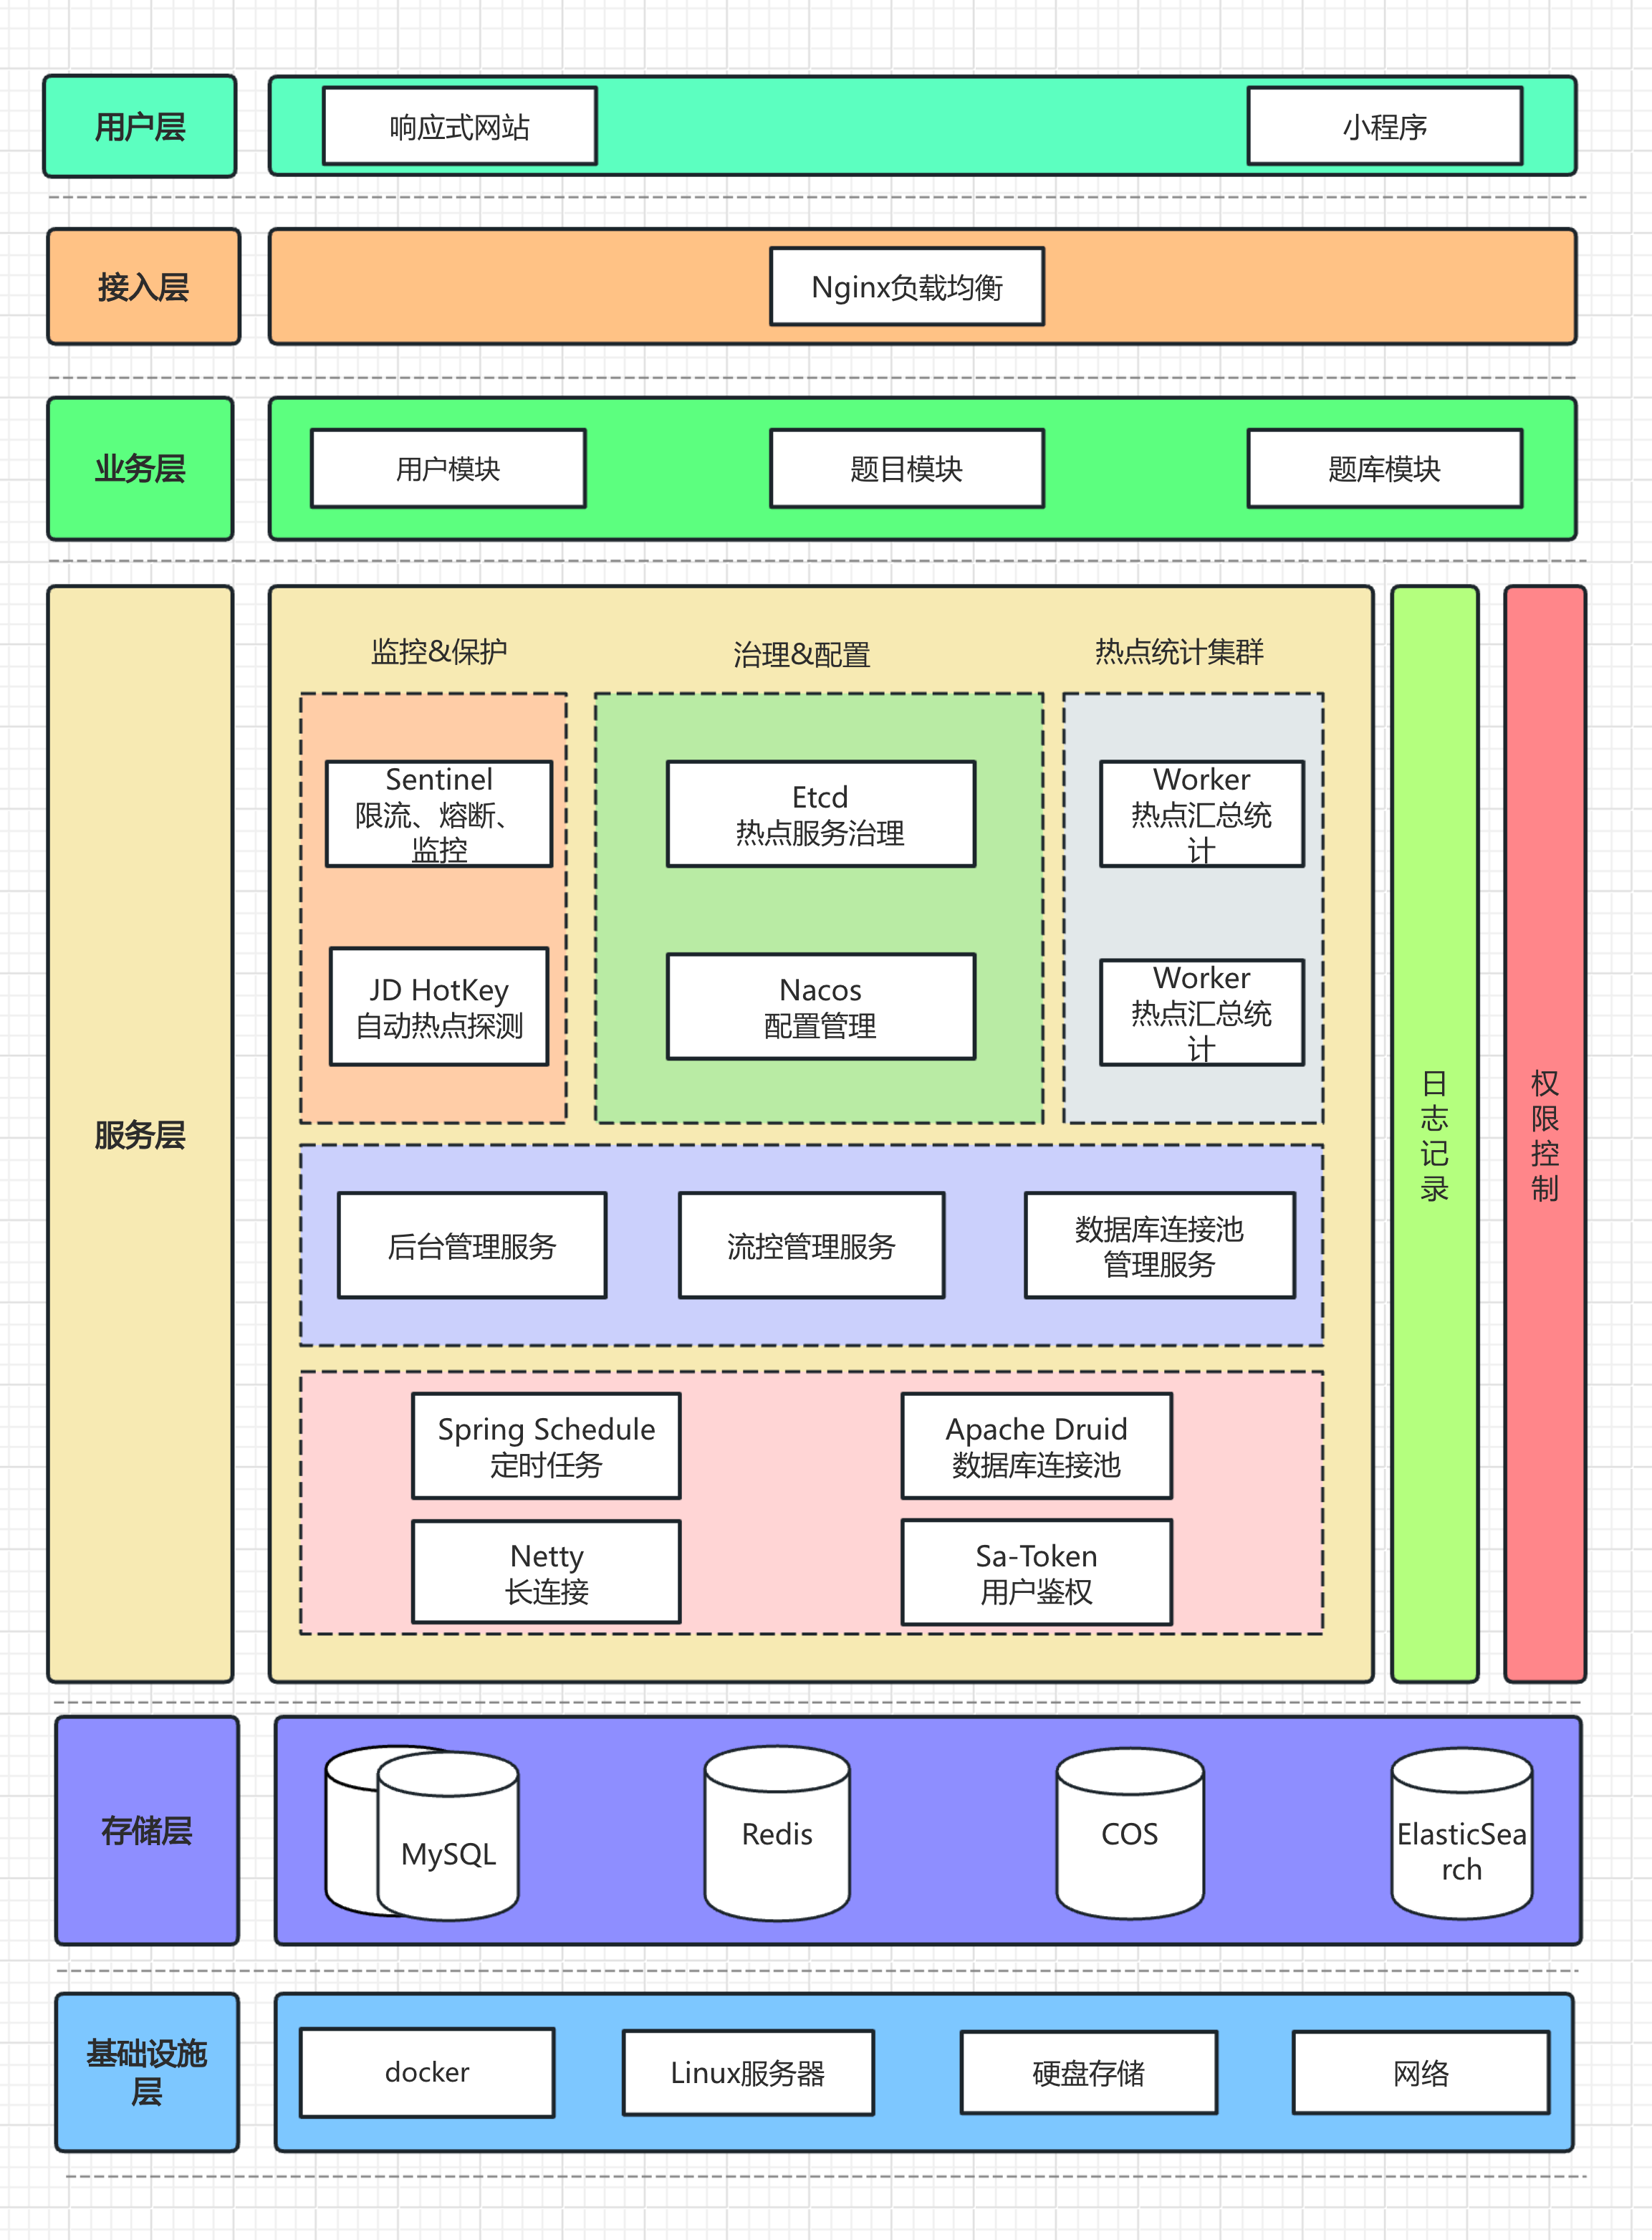 用户层
响应式网站
小程序
接入层
Nginx负载均衡
业务层
用户模块
题目模块
题库模块
服务层
监控&保护
治理&配置
热点统计集群
Sentinel
限流、熔断、
监控
Etcd
热点服务治理
Worker
热点汇总统
计
JD HotKey
自动热点探测
Nacos
配置管理
Worker
热点汇总统
计
后台管理服务
流控管理服务
数据库连接池
管理服务
Spring Schedule
定时任务
Apache Druid
数据库连接池
Netty
长连接
Sa-Token
用户鉴权
日志记录
权限控制
存储层
MySQL
Redis
COS
ElasticSea
rch
基础设施
层
docker
Linux服务器
硬盘存储
网络